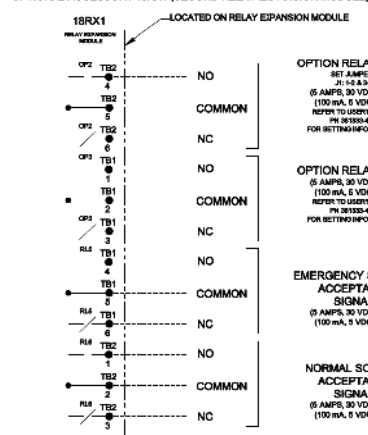 18RX1
LOCATED ON RELAY EXPANSION MODULE
RELAY EXPANSION
MODULE
OP2 TB2
4
NO
OPTION RELA
SET JUMPE
J1: 1-2 & 3-
(5 AMPS, 30 VD
(100 mA, 5 VD
REFER TO USER'S
FOR SETTING INFO
TB2
5
COMMON
OP2 TB2
6
NC
OP3 TB1
1
NO
OPTION RELA
(5 AMPS, 30 VD
(100 mA, 5 VD
REFER TO USER'S
FOR SETTING INFO
TB1
2
COMMON
OP3 TB1
3
NC
RL5 TB1
4
NO
EMERGENCY S
ACCEPTA
SIGNA
(5 AMPS, 30 VD
(100 mA, 5 VD
TB1
5
COMMON
RL5 TB1
6
NC
RL6 TB2
1
NO
NORMAL SO
ACCEPTA
SIGNA
(5 AMPS, 30 VD
(100 mA, 5 VD
TB2
2
COMMON
RL6 TB2
3
NC